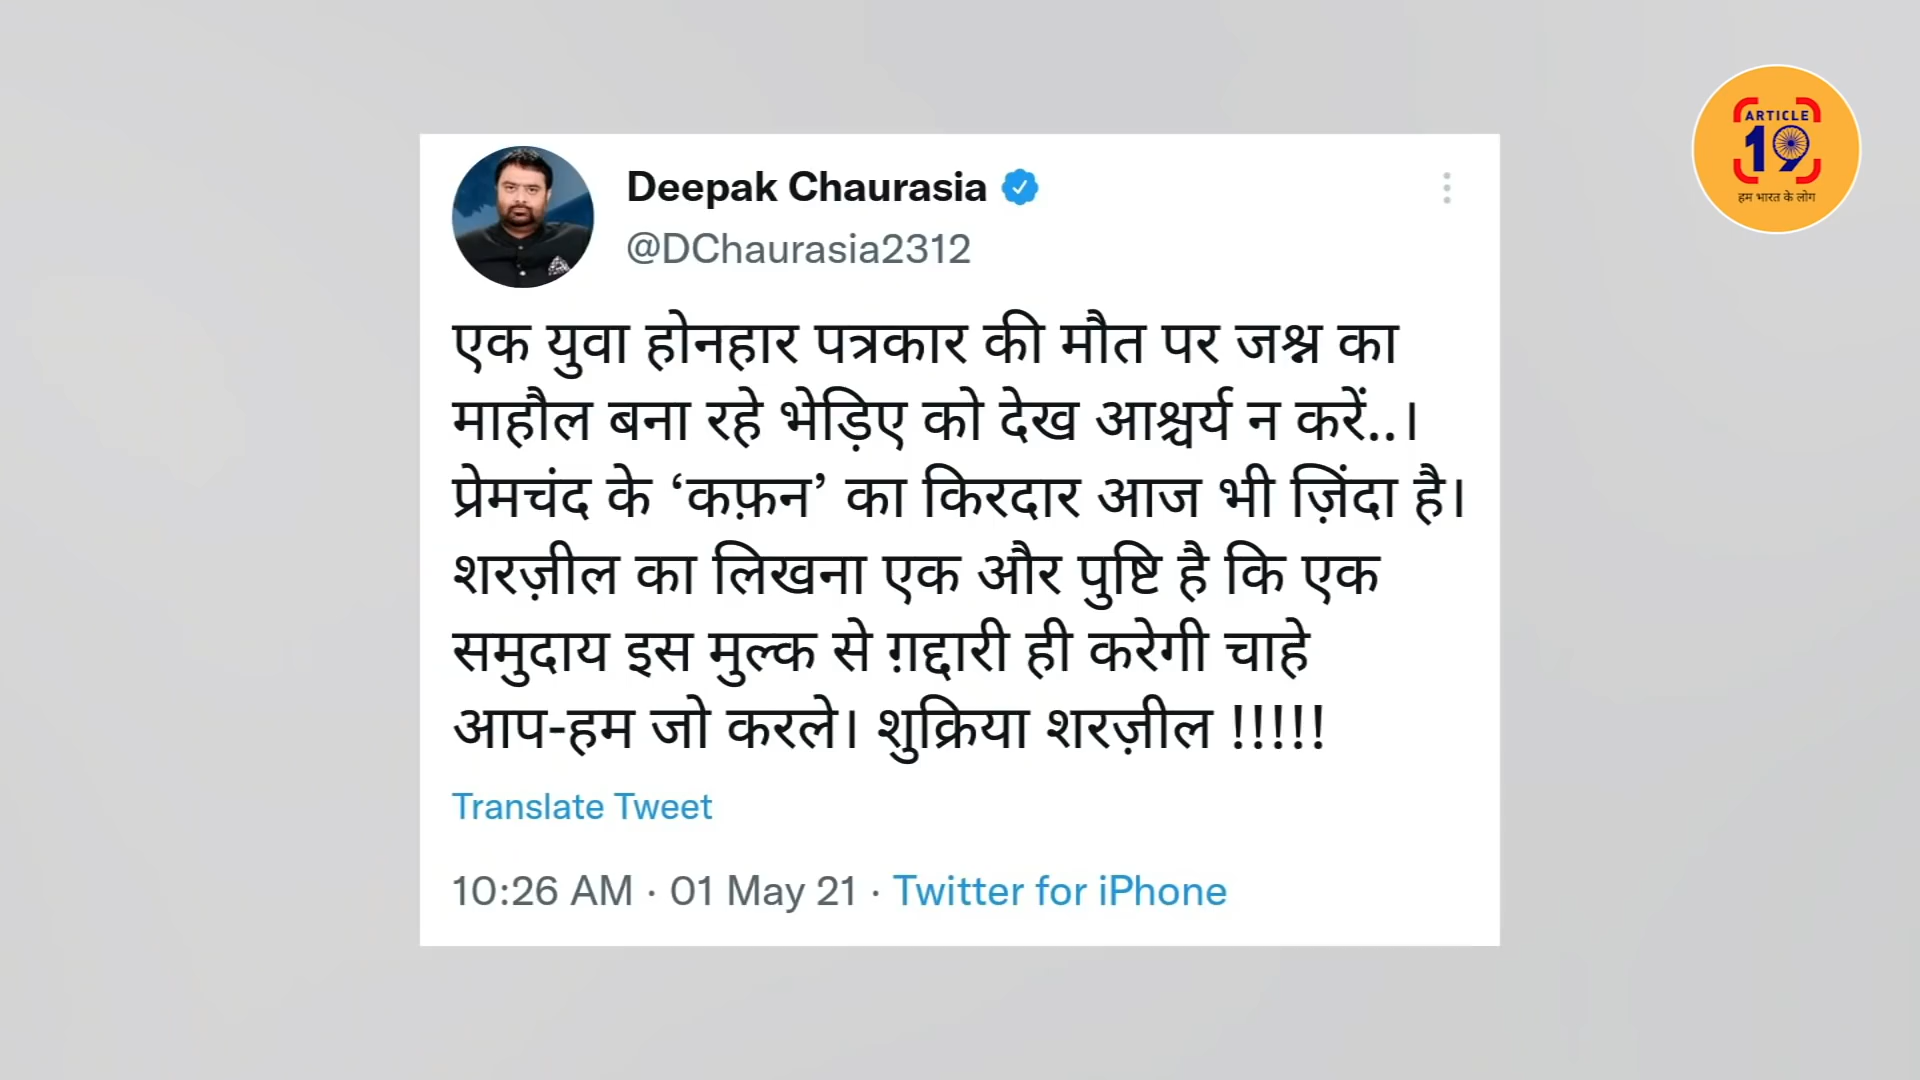 ARTICLE
19
हम भारत के लोग
Deepak Chaurasia
@DChaurasia2312
एक युवा होनहार पत्रकार की मौत पर जश्न का
माहौल बना रहे भेड़िए को देख आश्चर्य न करें..।
प्रेमचंद के ‘कफ़न’ का किरदार आज भी ज़िंदा है।
शरज़ील का लिखना एक और पुष्टि है कि एक
समुदाय इस मुल्क से ग़द्दारी ही करेगी चाहे
आप-हम जो करले। शुक्रिया शरज़ील !!!!!
Translate Tweet
10:26 AM · 01 May 21 · Twitter for iPhone